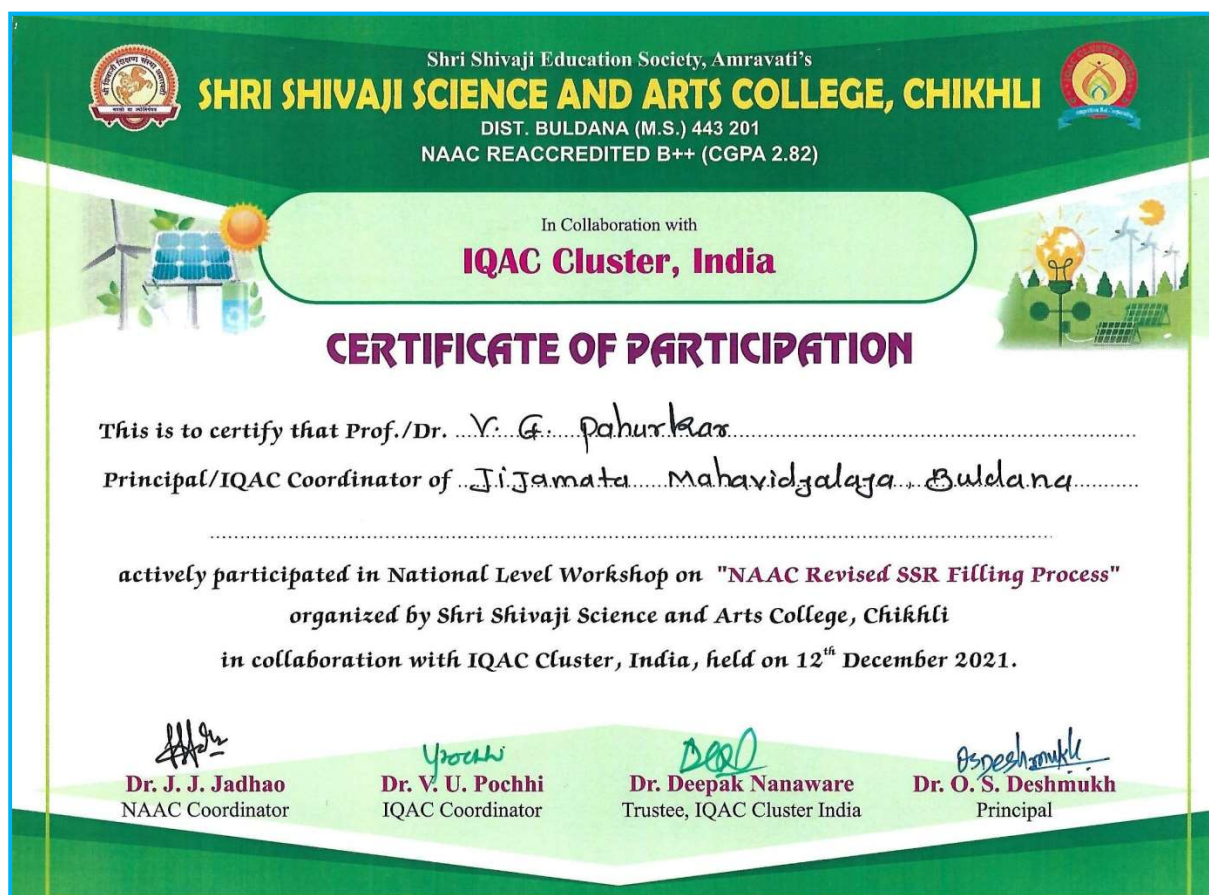 Shri Shivaji Education Society, Amravati's
SHRI SHIVAJI SCIENCE AND ARTS COLLEGE, CHIKHLI
DIST. BULDANA (M.S.) 443 201
NAAC REACCREDITED B++ (CGPA 2.82)
In Collaboration with
IQAC Cluster, India
CERTIFICATE OF PARTICIPATION
This is to certify that Prof./Dr. V. G. Pahurkar
Principal/IQAC Coordinator of Jijamata Mahavidyalaya, Buldana
actively participated in National Level Workshop on "NAAC Revised SSR Filling Process"
organized by Shri Shivaji Science and Arts College, Chikhli
in collaboration with IQAC Cluster, India, held on 12th December 2021.
Dr. J. J. Jadhao
NAAC Coordinator
Dr. V. U. Pochhi
IQAC Coordinator
Dr. Deepak Nanaware
Trustee, IQAC Cluster India
Dr. O. S. Deshmukh
Principal